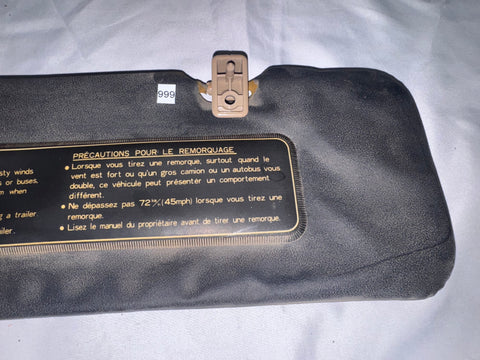 999
PRÉCAUTIONS POUR LE REMORQUAGE
sty winds
s or buses.
m when
g a trailer
iler.
• Lorsque vous tirez une remorque, surtout quand le
vent est fort ou qu'un gros camion ou un autobus vous
double, ce véhicule peut présenter un comportement
différent.
• Ne dépassez pas 72 km/h (45mph) lorsque vous tirez une
remorque.
• Lisez le manuel du propriétaire avant de tirer une remorque.